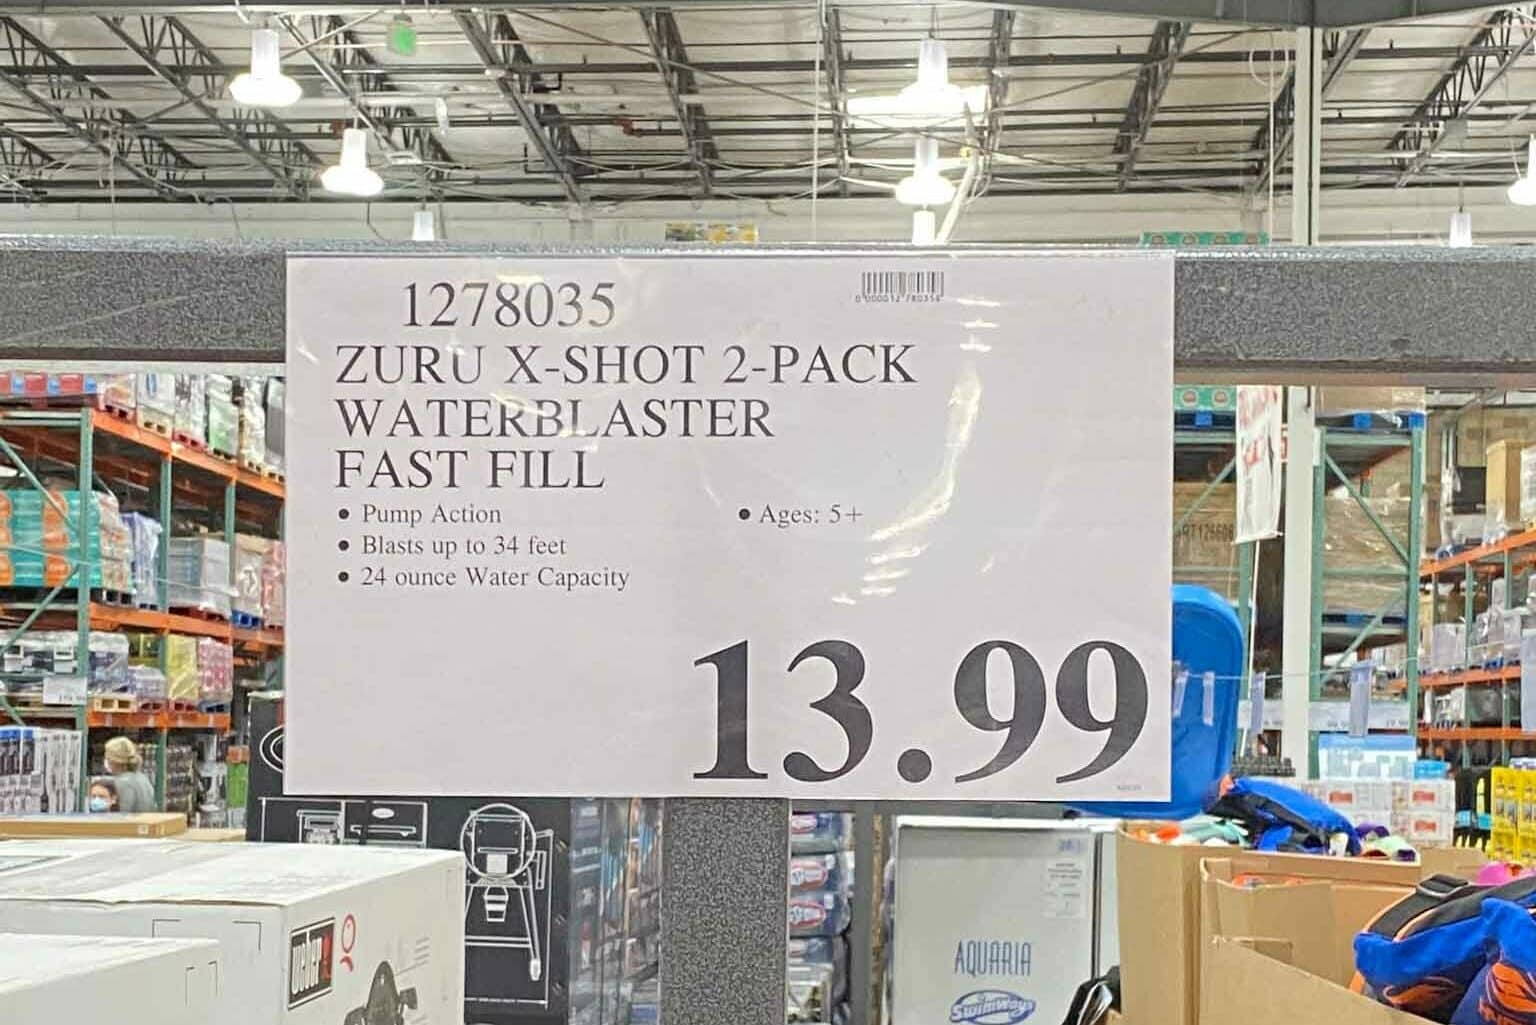 1278035
ZURU X-SHOT 2-PACK
WATERBLASTER
FAST FILL
• Pump Action
• Blasts up to 34 feet
• 24 ounce Water Capacity
• Ages: 5+
13.99
weber
AQUARIA
SwimWays